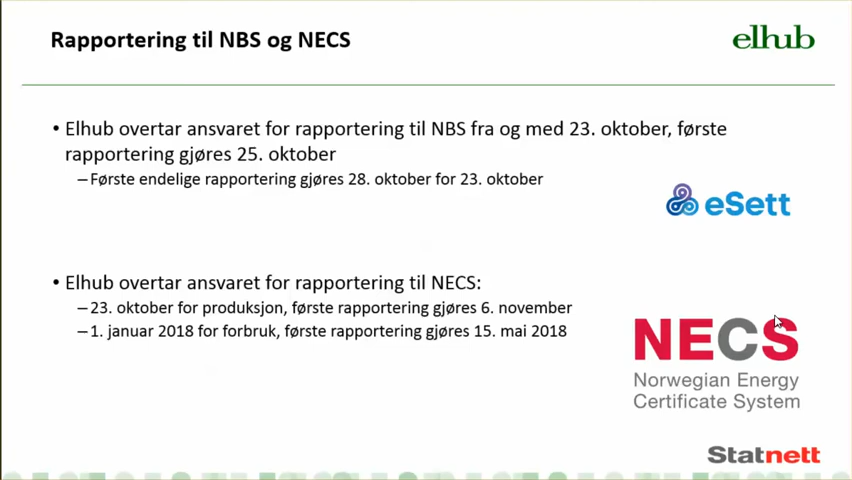 Rapportering til NBS og NECS
elhub
• Elhub overtar ansvaret for rapportering til NBS fra og med 23. oktober, første
rapportering gjøres 25. oktober
–Første endelige rapportering gjøres 28. oktober for 23. oktober
eSett
• Elhub overtar ansvaret for rapportering til NECS:
–23. oktober for produksjon, første rapportering gjøres 6. november
–1. januar 2018 for forbruk, første rapportering gjøres 15. mai 2018
NECS
Norwegian Energy
Certificate System
Statnett